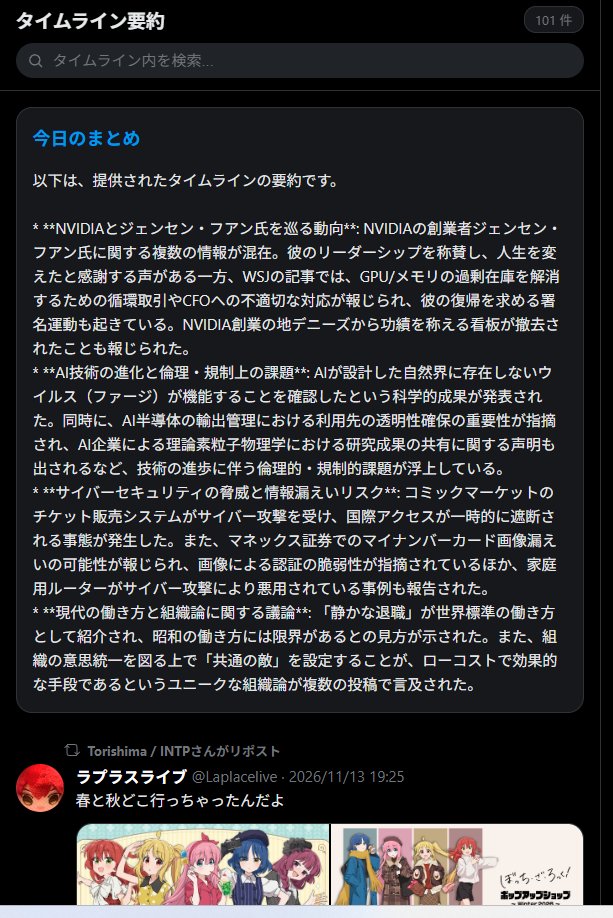 タイムライン要約
101 件
タイムライン内を検索...
今日のまとめ
以下は、提供されたタイムラインの要約です。
* **NVIDIAとジェンセン・フアン氏を巡る動向**: NVIDIAの創業者ジェンセン・
フアン氏に関する複数の情報が混在。彼のリーダーシップを称賛し、人生を変
えたと感謝する声がある一方、WSJの記事では、GPU/メモリの過剰在庫を解消
するための循環取引やCFOへの不適切な対応が報じられ、彼の復帰を求める署
名運動も起きている。NVIDIA創業の地デニーズから功績を称える看板が撤去さ
れたことも報じられた。
* **AI技術の進化と倫理・規制上の課題**: AIが設計した自然界に存在しないウ
イルス（ファージ）が機能することを確認したという科学的成果が発表され
た。同時に、AI半導体の輸出管理における利用先の透明性確保の重要性が指摘
され、AI企業による理論素粒子物理学における研究成果の共有に関する声明も
出されるなど、技術の進歩に伴う倫理的・規制的課題が浮上している。
* **サイバーセキュリティの脅威と情報漏えいリスク**: コミックマーケットの
チケット販売システムがサイバー攻撃を受け、国際アクセスが一時的に遮断され
る事態が発生した。また、マネックス証券でのマイナンバーカード画像漏え
いの可能性が報じられ、画像による認証の脆弱性が指摘されているほか、家庭
用ルーターがサイバー攻撃により悪用されている事例も報告された。
* **現代の働き方と組織論に関する議論**: 「静かな退職」が世界標準の働き方
として紹介され、昭和の働き方には限界があるとの見方が示された。また、組
織の意思統一を図る上で「共通の敵」を設定することが、ローコストで効果的
な手段であるというユニークな組織論が複数の投稿で言及された。
Torishima / INTPさんがリポスト
ラプラスライブ @Laplacelive · 2026/11/13 19:25
春と秋どこ行っちゃったんだよ
ぼっち・ざ・ろっく!
ポップアップショップ
～ Winter 2026 ～